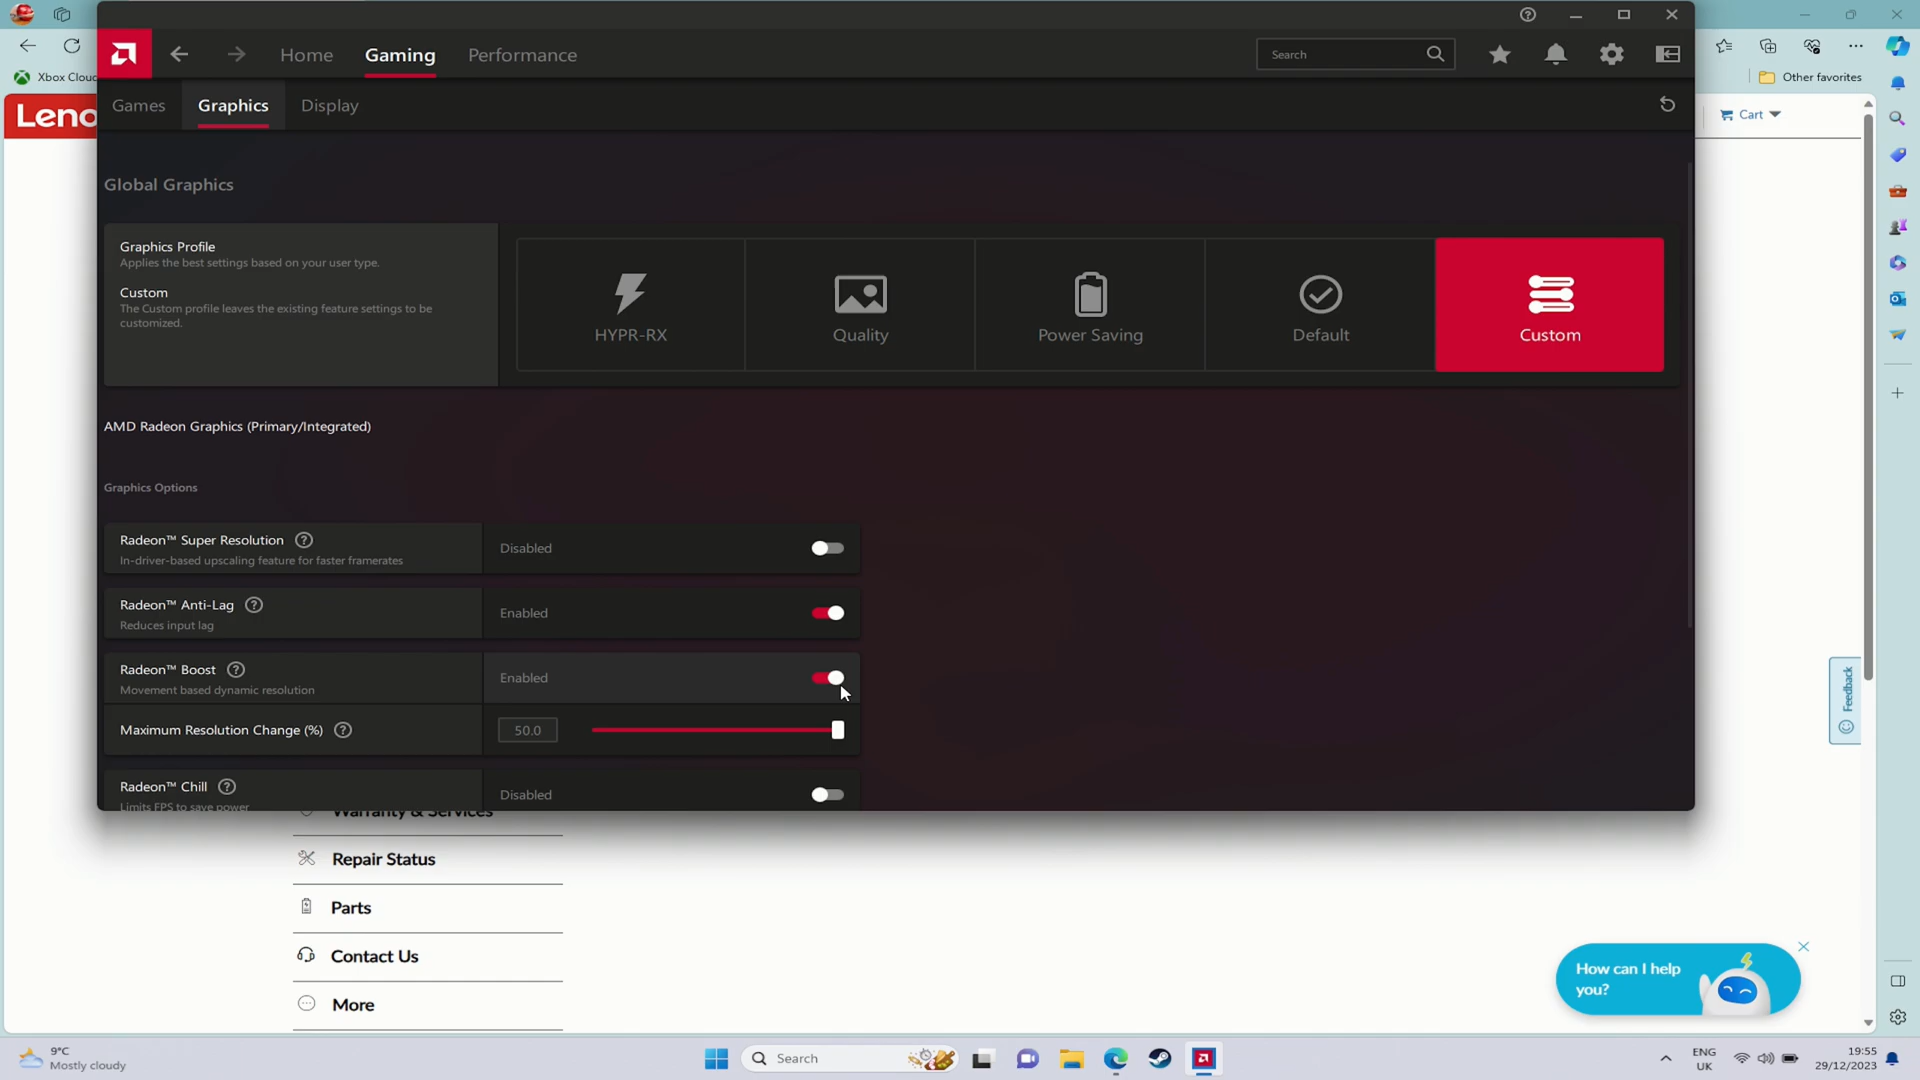 Xbox Clou
Other favorites
Leno
Cart
Home
Gaming
Performance
Search
Games
Graphics
Display
Global Graphics
Graphics Profile
Applies the best settings based on your user type.
Custom
The Custom profile leaves the existing feature settings to be
customized.
HYPR-RX
Quality
Power Saving
Default
Custom
AMD Radeon Graphics (Primary/Integrated)
Graphics Options
Radeon™ Super Resolution
In-driver-based upscaling feature for faster framerates
Disabled
Radeon™ Anti-Lag
Reduces input lag
Enabled
Radeon™ Boost
Movement based dynamic resolution
Enabled
Maximum Resolution Change (%)
50.0
Radeon™ Chill
Limits FPS to save power
Disabled
Feedback
Warranty & Services
Repair Status
Parts
Contact Us
More
How can I help
you?
9°C
Mostly cloudy
Search
ENG
UK
19:55
29/12/2023